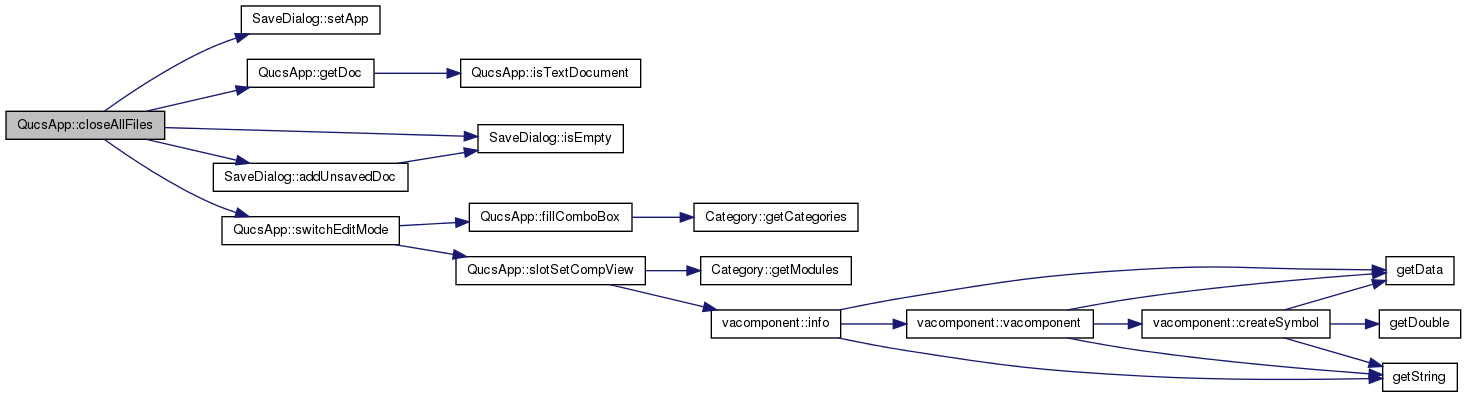 SaveDialog::setApp
QucsApp::getDoc
QucsApp::isTextDocument
QucsApp::closeAllFiles
SaveDialog::isEmpty
SaveDialog::addUnsavedDoc
QucsApp::fillComboBox
Category::getCategories
QucsApp::switchEditMode
QucsApp::slotSetCompView
Category::getModules
getData
vacomponent::info
vacomponent::vacomponent
vacomponent::createSymbol
getDouble
getString